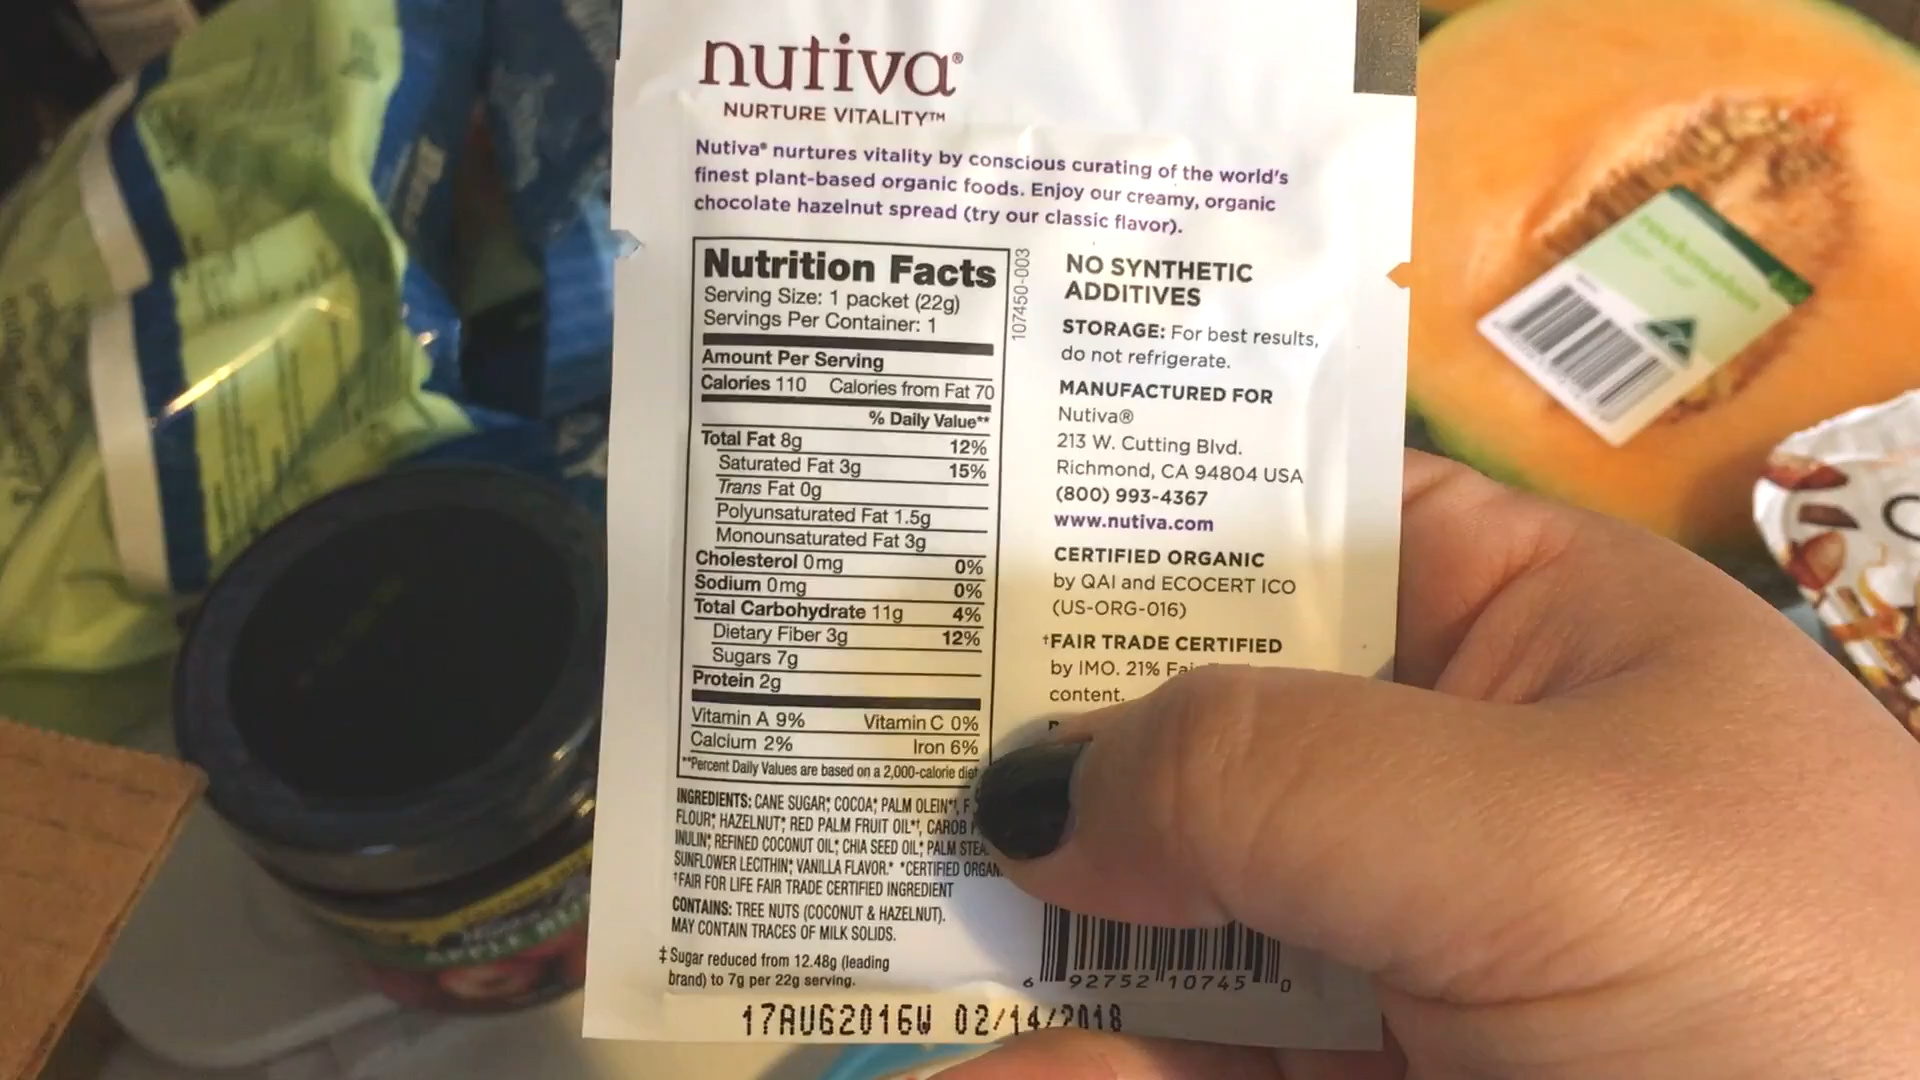 nutiva®
NURTURE VITALITY™
Nutiva® nurtures vitality by conscious curating of the world's
finest plant-based organic foods. Enjoy our creamy, organic
chocolate hazelnut spread (try our classic flavor).
Nutrition Facts
Serving Size: 1 packet (22g)
Servings Per Container: 1
Amount Per Serving
Calories 110 Calories from Fat 70
% Daily Value**
Total Fat 8g 12%
Saturated Fat 3g 15%
Trans Fat 0g
Polyunsaturated Fat 1.5g
Monounsaturated Fat 3g
Cholesterol 0mg 0%
Sodium 0mg 0%
Total Carbohydrate 11g 4%
Dietary Fiber 3g 12%
Sugars 7g
Protein 2g
Vitamin A 9% Vitamin C 0%
Calcium 2% Iron 6%
**Percent Daily Values are based on a 2,000-calorie
107450-003
INGREDIENTS: CANE SUGAR*, COCOA*, PALM OLEIN*†,
FLOUR*, HAZELNUT*, RED PALM FRUIT OIL*†, CAROB
INULIN*, REFINED COCONUT OIL*, CHIA SEED OIL*, PALM
SUNFLOWER LECITHIN*, VANILLA FLAVOR.* *CERTIFIED
†FAIR FOR LIFE FAIR TRADE CERTIFIED INGREDIENT
CONTAINS: TREE NUTS (COCONUT & HAZELNUT).
MAY CONTAIN TRACES OF MILK SOLIDS.
‡ Sugar reduced from 12.48g (leading
brand) to 7g per 22g serving.
NO SYNTHETIC
ADDITIVES
STORAGE: For best results,
do not refrigerate.
MANUFACTURED FOR
Nutiva®
213 W. Cutting Blvd.
Richmond, CA 94804 USA
(800) 993-4367
www.nutiva.com
CERTIFIED ORGANIC
by QAI and ECOCERT ICO
(US-ORG-016)
†FAIR TRADE CERTIFIED
by IMO. 21%
content.
6 92752 10745 0
17AUG2016W 02/14/2018
APPLE